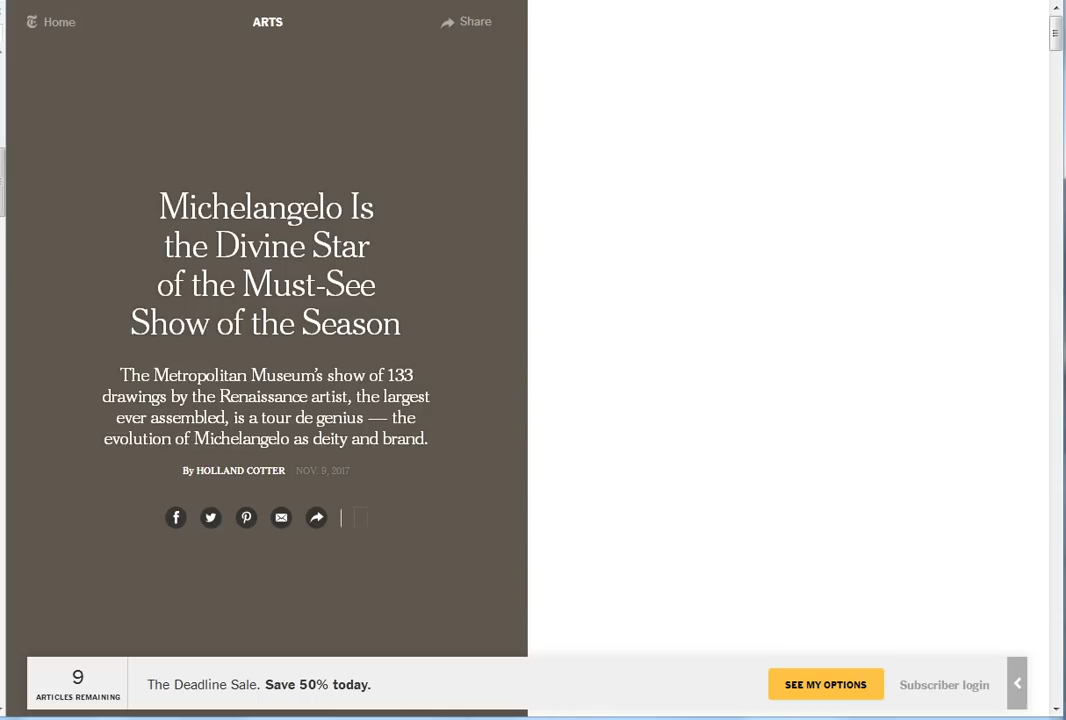 Home
ARTS
Share
Michelangelo Is
the Divine Star
of the Must-See
Show of the Season
The Metropolitan Museum's show of 133
drawings by the Renaissance artist, the largest
ever assembled, is a tour de genius — the
evolution of Michelangelo as deity and brand.
By HOLLAND COTTER NOV. 9, 2017
9
ARTICLES REMAINING
The Deadline Sale. Save 50% today.
SEE MY OPTIONS
Subscriber login